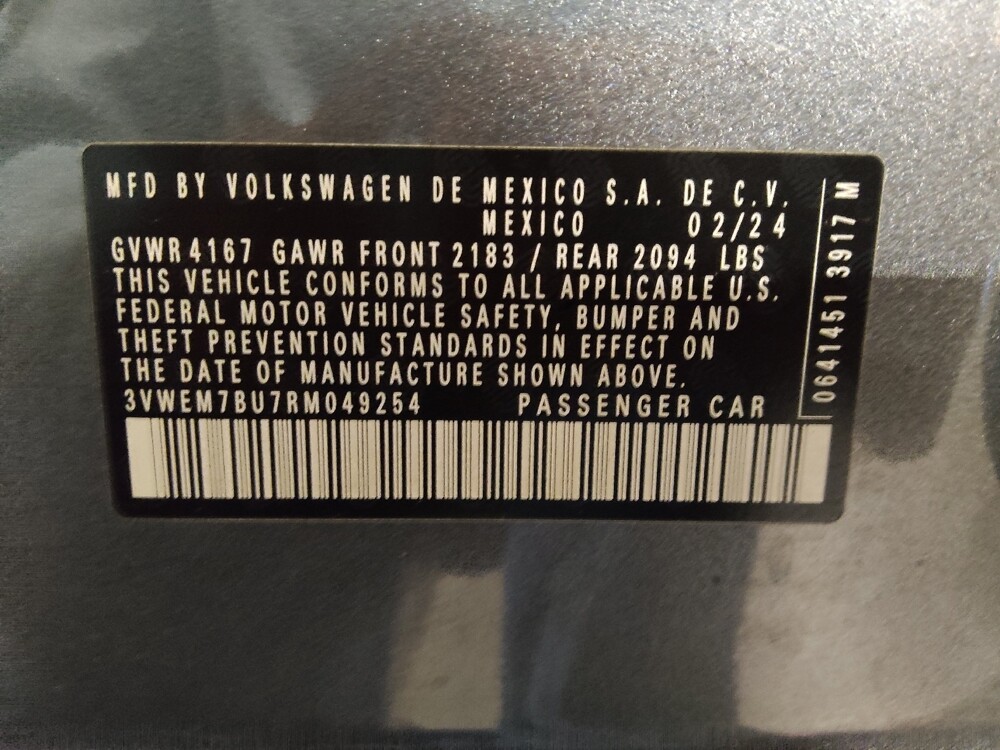 MFD BY VOLKSWAGEN DE MEXICO S.A. DE C.V.
MEXICO 02/24
GVWR 4167 GAWR FRONT 2183 / REAR 2094 LBS
THIS VEHICLE CONFORMS TO ALL APPLICABLE U.S.
FEDERAL MOTOR VEHICLE SAFETY, BUMPER AND
THEFT PREVENTION STANDARDS IN EFFECT ON
THE DATE OF MANUFACTURE SHOWN ABOVE.
3VWEM7BU7RM049254 PASSENGER CAR
0641451 3917 M